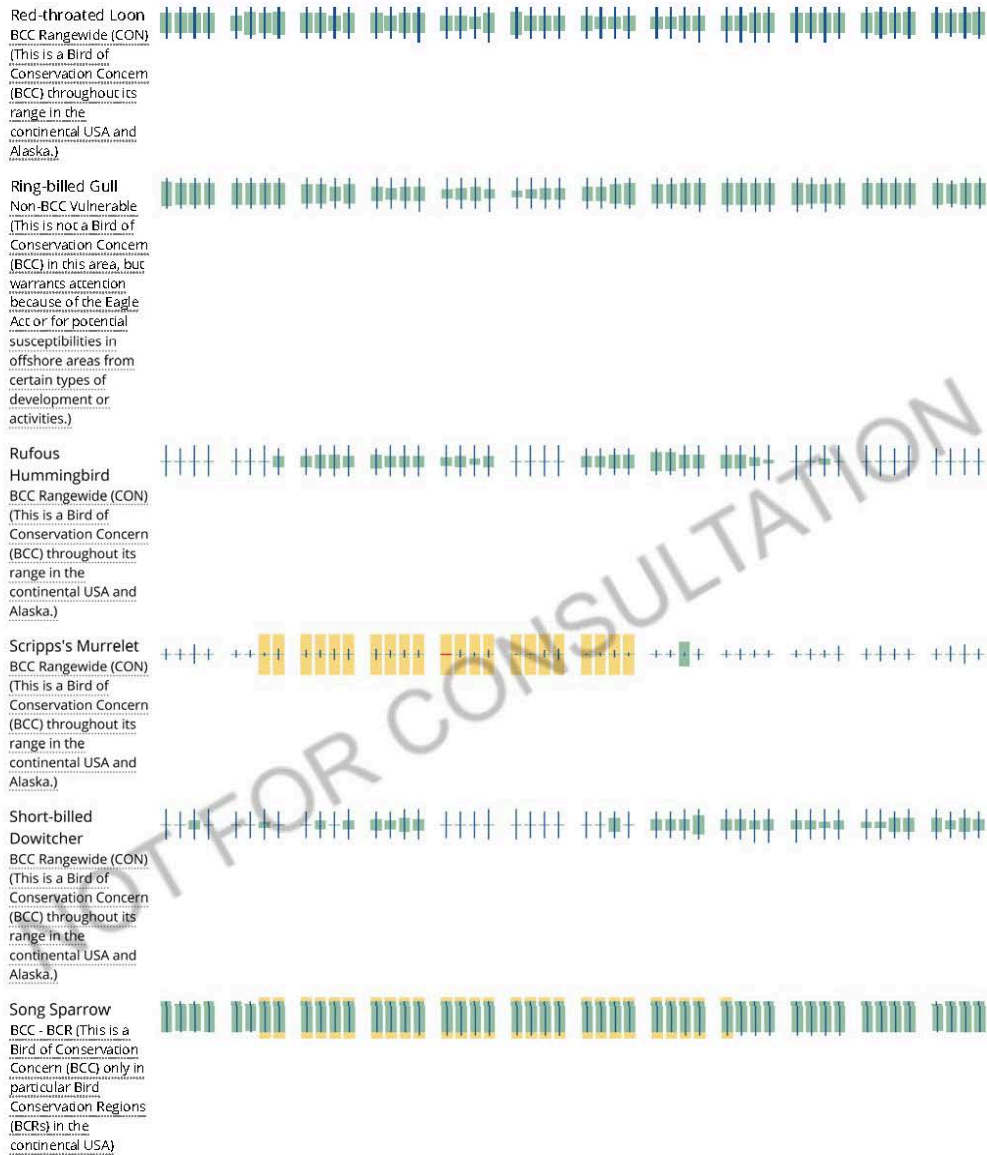 Red-throated Loon
BCC Rangewide (CON)
(This is a Bird of
Conservation Concern
(BCC) throughout its
range in the
continental USA and
Alaska.)
Ring-billed Gull
Non-BCC Vulnerable
(This is not a Bird of
Conservation Concern
(BCC) in this area, but
warrants attention
because of the Eagle
Act or for potential
susceptibilities in
offshore areas from
certain types of
development or
activities.)
Rufous
Hummingbird
BCC Rangewide (CON)
(This is a Bird of
Conservation Concern
(BCC) throughout its
range in the
continental USA and
Alaska.)
Scripps's Murrelet
BCC Rangewide (CON)
(This is a Bird of
Conservation Concern
(BCC) throughout its
range in the
continental USA and
Alaska.)
Short-billed
Dowitcher
BCC Rangewide (CON)
(This is a Bird of
Conservation Concern
(BCC) throughout its
range in the
continental USA and
Alaska.)
Song Sparrow
BCC - BCR (This is a
Bird of Conservation
Concern (BCC) only in
particular Bird
Conservation Regions
(BCRs) in the
continental USA)
NOT FOR CONSULTATION